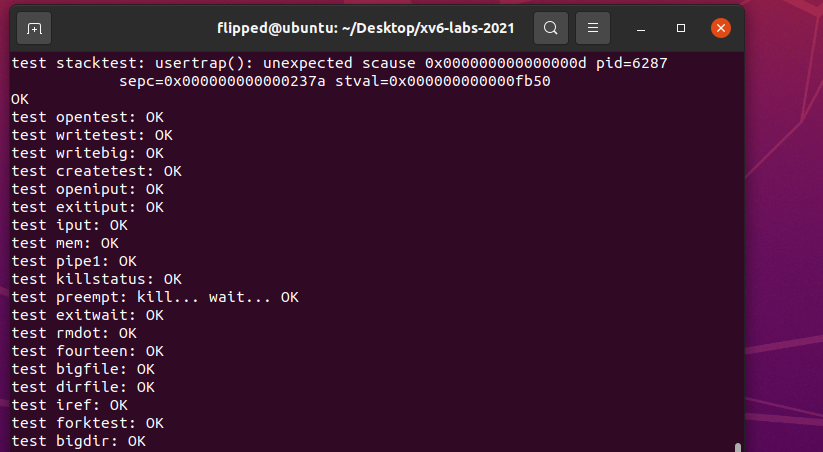 flipped@ubuntu: ~/Desktop/xv6-labs-2021
test stacktest: usertrap(): unexpected scause 0x000000000000000d pid=6287
            sepc=0x000000000000237a stval=0x000000000000fb50
OK
test opentest: OK
test writetest: OK
test writebig: OK
test createtest: OK
test openiput: OK
test exitiput: OK
test iput: OK
test mem: OK
test pipe1: OK
test killstatus: OK
test preempt: kill... wait... OK
test exitwait: OK
test rmdot: OK
test fourteen: OK
test bigfile: OK
test dirfile: OK
test iref: OK
test forktest: OK
test bigdir: OK